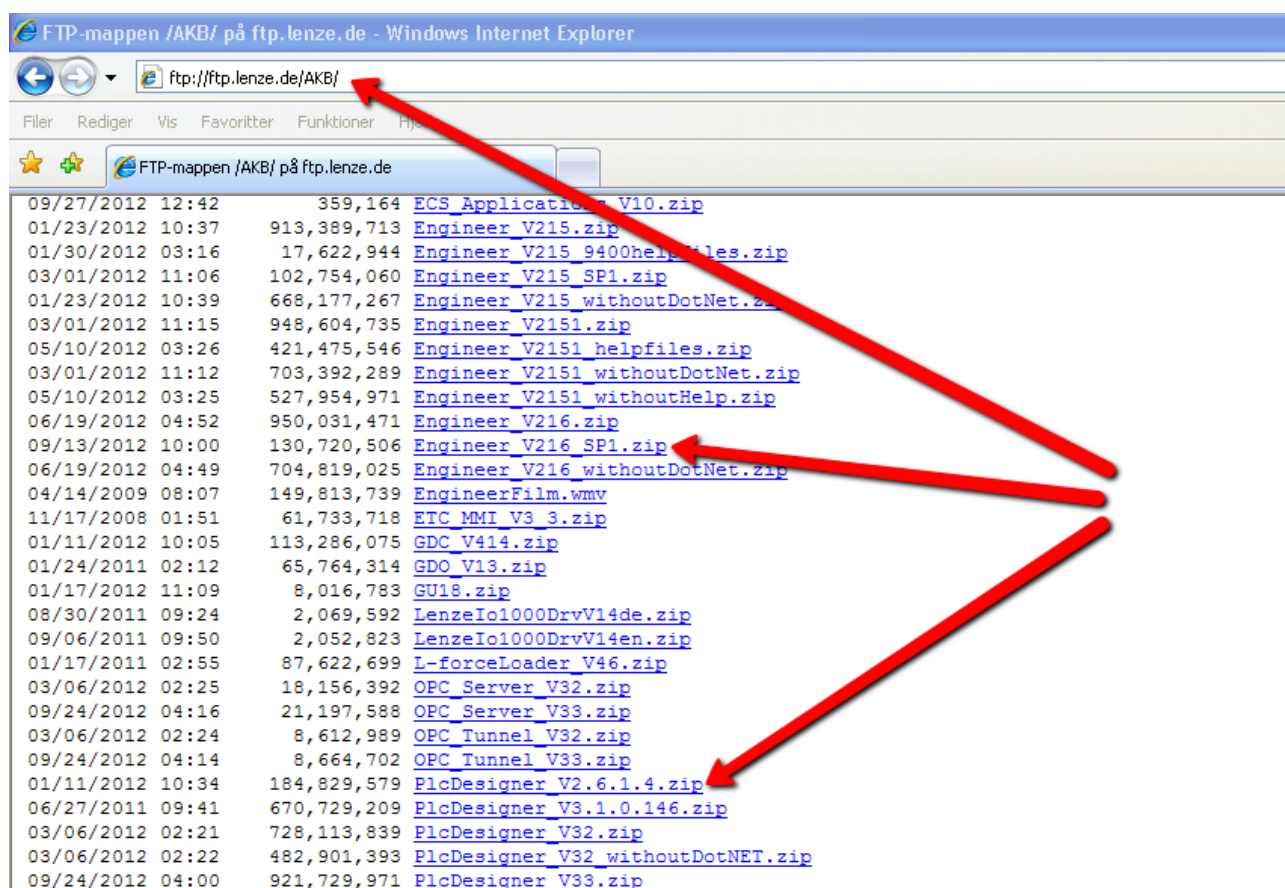 FTP-mappen /AKB/ på ftp.lenze.de - Windows Internet Explorer
ftp://ftp.lenze.de/AKB/
Filer Rediger Vis Favoritter Funktioner
FTP-mappen /AKB/ på ftp.lenze.de
09/27/2012 12:42 359,164 ECS_Applications_V10.zip
01/23/2012 10:37 913,389,713 Engineer_V215.zip
01/30/2012 03:16 17,622,944 Engineer_V215_9400helpfiles.zip
03/01/2012 11:06 102,754,060 Engineer_V215_SP1.zip
01/23/2012 10:39 668,177,267 Engineer_V215_withoutDotNet.zip
03/01/2012 11:15 948,604,735 Engineer_V2151.zip
05/10/2012 03:26 421,475,546 Engineer_V2151_helpfiles.zip
03/01/2012 11:12 703,392,289 Engineer_V2151_withoutDotNet.zip
05/10/2012 03:25 527,954,971 Engineer_V2151_withoutHelp.zip
06/19/2012 04:52 950,031,471 Engineer_V216.zip
09/13/2012 10:00 130,720,506 Engineer_V216_SP1.zip
06/19/2012 04:49 704,819,025 Engineer_V216_withoutDotNet.zip
04/14/2009 08:07 149,813,739 EngineerFilm.wmv
11/17/2008 01:51 61,733,718 ETC_MMI_V3_3.zip
01/11/2012 10:05 113,286,075 GDC_V414.zip
01/24/2011 02:12 65,764,314 GDO_V13.zip
01/17/2012 11:09 8,016,783 GU18.zip
08/30/2011 09:24 2,069,592 LenzeIo1000DrvV14de.zip
09/06/2011 09:50 2,052,823 LenzeIo1000DrvV14en.zip
01/17/2011 02:55 87,622,699 L-forceLoader_V46.zip
03/06/2012 02:25 18,156,392 OPC_Server_V32.zip
09/24/2012 04:16 21,197,588 OPC_Server_V33.zip
03/06/2012 02:24 8,612,989 OPC_Tunnel_V32.zip
09/24/2012 04:14 8,664,702 OPC_Tunnel_V33.zip
01/11/2012 10:34 184,829,579 PlcDesigner_V2.6.1.4.zip
06/27/2011 09:41 670,729,209 PlcDesigner_V3.1.0.146.zip
03/06/2012 02:21 728,113,839 PlcDesigner_V32.zip
03/06/2012 02:22 482,901,393 PlcDesigner_V32_withoutDotNET.zip
09/24/2012 04:00 921,729,971 PlcDesigner_V33.zip